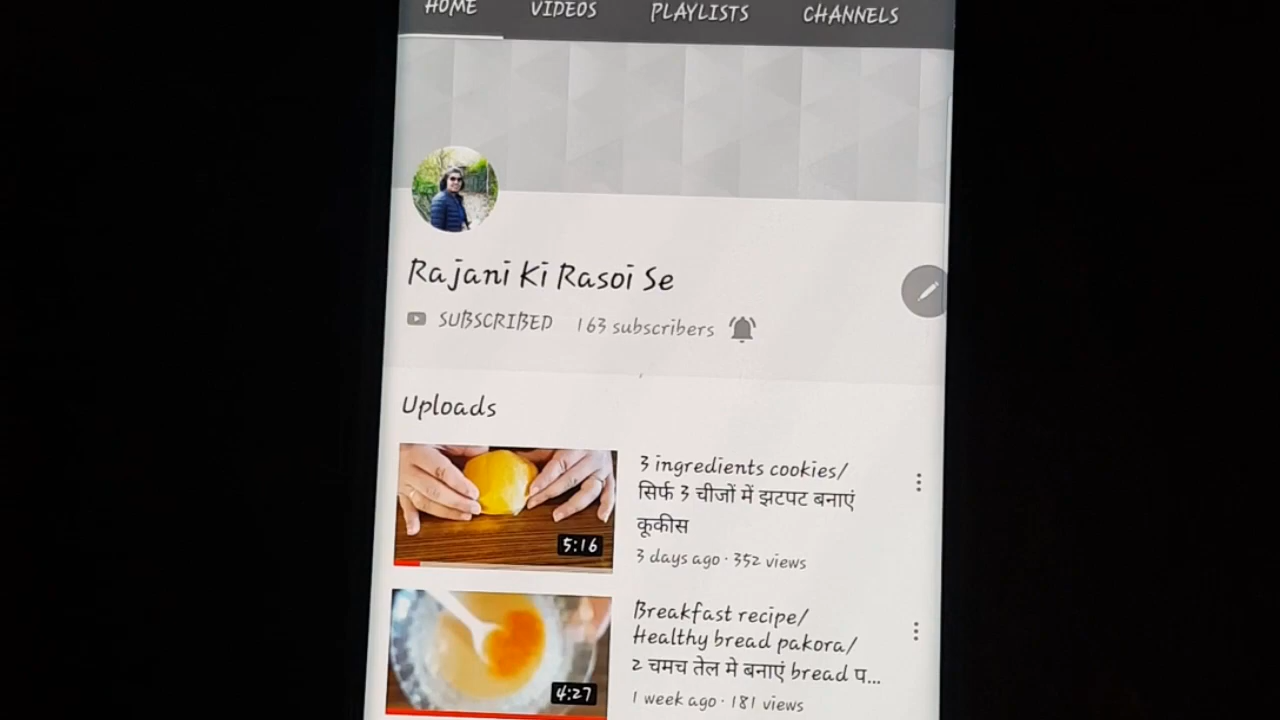 HOME VIDEOS PLAYLISTS CHANNELS
Rajani Ki Rasoi Se
SUBSCRIBED 163 subscribers
Uploads
3 ingredients cookies/
सिर्फ 3 चीजों में झटपट बनाएं
कूकीस
3 days ago · 352 views
5:16
Breakfast recipe/
Healthy bread pakora/
2 चमच तेल मे बनाएं bread प...
1 week ago · 181 views
4:27